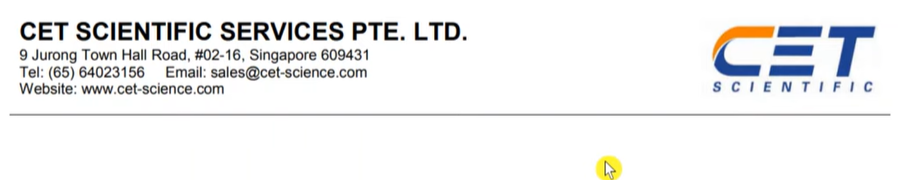 CET SCIENTIFIC SERVICES PTE. LTD.
9 Jurong Town Hall Road, #02-16, Singapore 609431
Tel: (65) 64023156 Email: sales@cet-science.com
Website: www.cet-science.com
CET
SCIENTIFIC